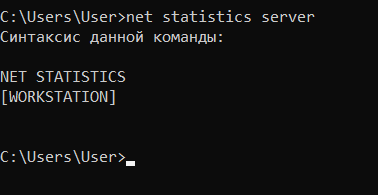 C:\Users\User>net statistics server
Синтаксис данной команды:
NET STATISTICS
[WORKSTATION]
C:\Users\User>